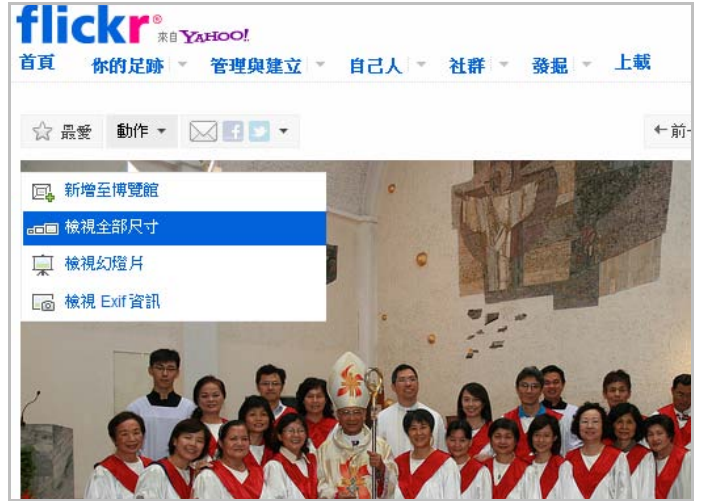 flickr® 來自 YAHOO!
首頁 你的足跡 管理與建立 自己人 社群 發掘 上載
最愛 動作 前
新增至博覽館
檢視全部尺寸
檢視幻燈片
檢視 Exif 資訊